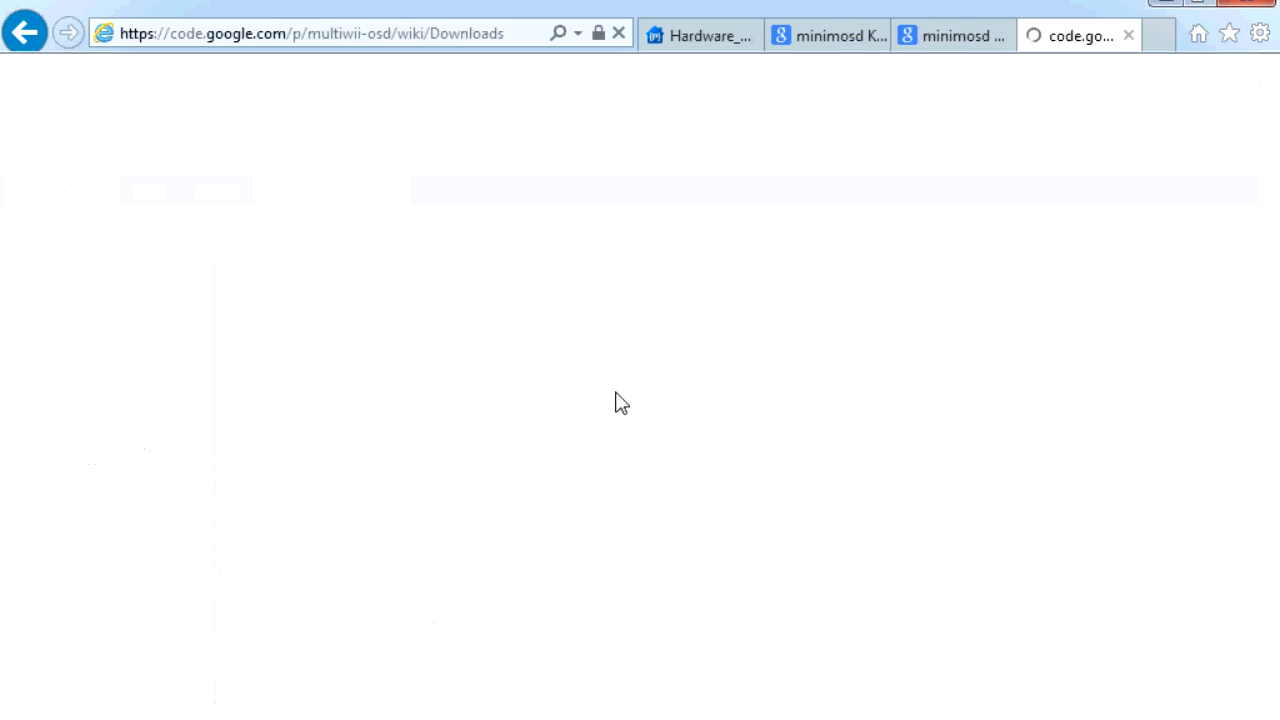 https://code.google.com/p/multiwii-osd/wiki/Downloads
Hardware_...
minimosd K...
minimosd ...
code.go...